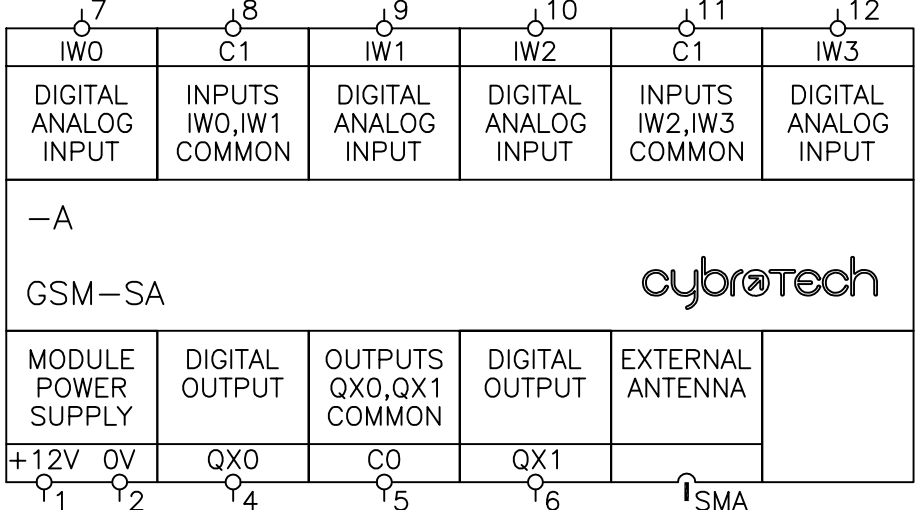 7 8 9 10 11 12
IW0 C1 IW1 IW2 C1 IW3
DIGITAL INPUTS DIGITAL DIGITAL INPUTS DIGITAL
ANALOG IW0,IW1 ANALOG ANALOG IW2,IW3 ANALOG
INPUT COMMON INPUT INPUT COMMON INPUT
-A
cybrotech
GSM-SA
MODULE DIGITAL OUTPUTS DIGITAL EXTERNAL
POWER OUTPUT QX0,QX1 OUTPUT ANTENNA
SUPPLY COMMON
+12V 0V QX0 C0 QX1
1 2 4 5 6 SMA